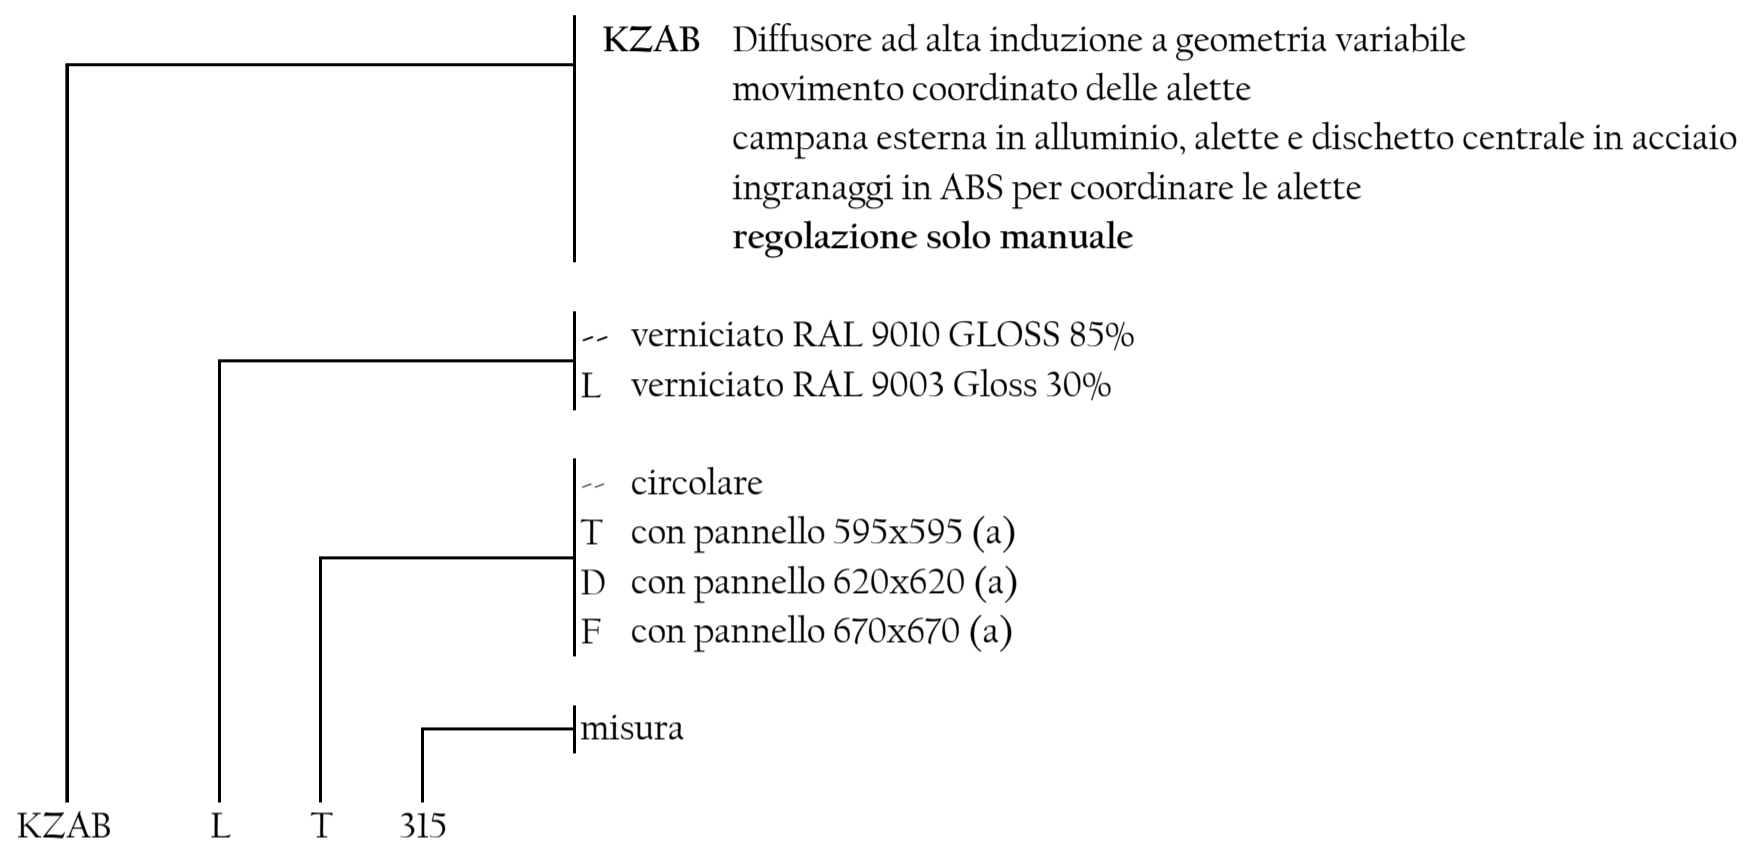 KZAB Diffusore ad alta induzione a geometria variabile
movimento coordinato delle alette
campana esterna in alluminio, alette e dischetto centrale in acciaio
ingranaggi in ABS per coordinare le alette
regolazione solo manuale
-- verniciato RAL 9010 GLOSS 85%
L verniciato RAL 9003 Gloss 30%
-- circolare
T con pannello 595x595 (a)
D con pannello 620x620 (a)
F con pannello 670x670 (a)
misura
KZAB L T 315